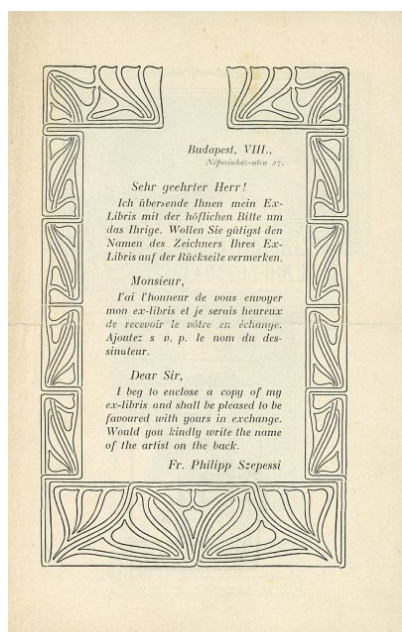 Budapest, VIII.,
Népszínház-utca 27.
Sehr geehrter Herr!
Ich übersende Ihnen mein Ex-
Libris mit der höflichen Bitte um
das Ihrige. Wollen Sie gütigst den
Namen des Zeichners Ihres Ex-
Libris auf der Rückseite vermerken.
Monsieur,
J'ai l'honneur de vous envoyer
mon ex-libris et je serais heureux
de recevoir le vôtre en échange.
Ajoutez s v. p. le nom du des-
sinateur.
Dear Sir,
I beg to enclose a copy of my
ex-libris and shall be pleased to be
favoured with yours in exchange.
Would you kindly write the name
of the artist on the back.
Fr. Philipp Szepessi